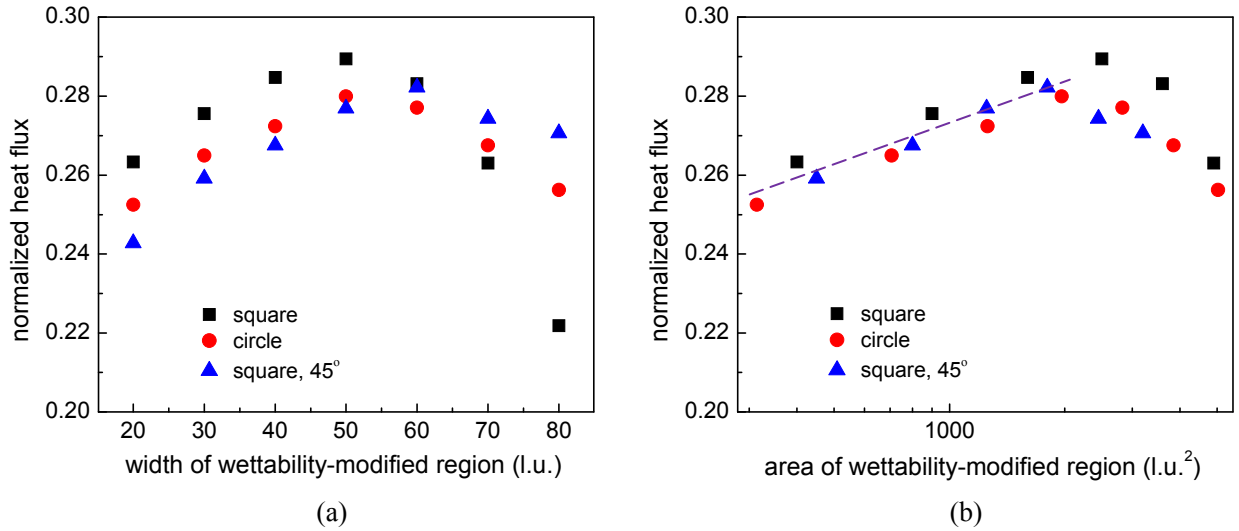 0.30
0.28
0.26
0.24
0.22
0.20
normalized heat flux
square
circle
square, 45°
20 30 40 50 60 70 80
width of wettability-modified region (l.u.)
(a)
0.30
0.28
0.26
0.24
0.22
0.20
normalized heat flux
square
circle
square, 45°
1000
area of wettability-modified region (l.u.²)
(b)